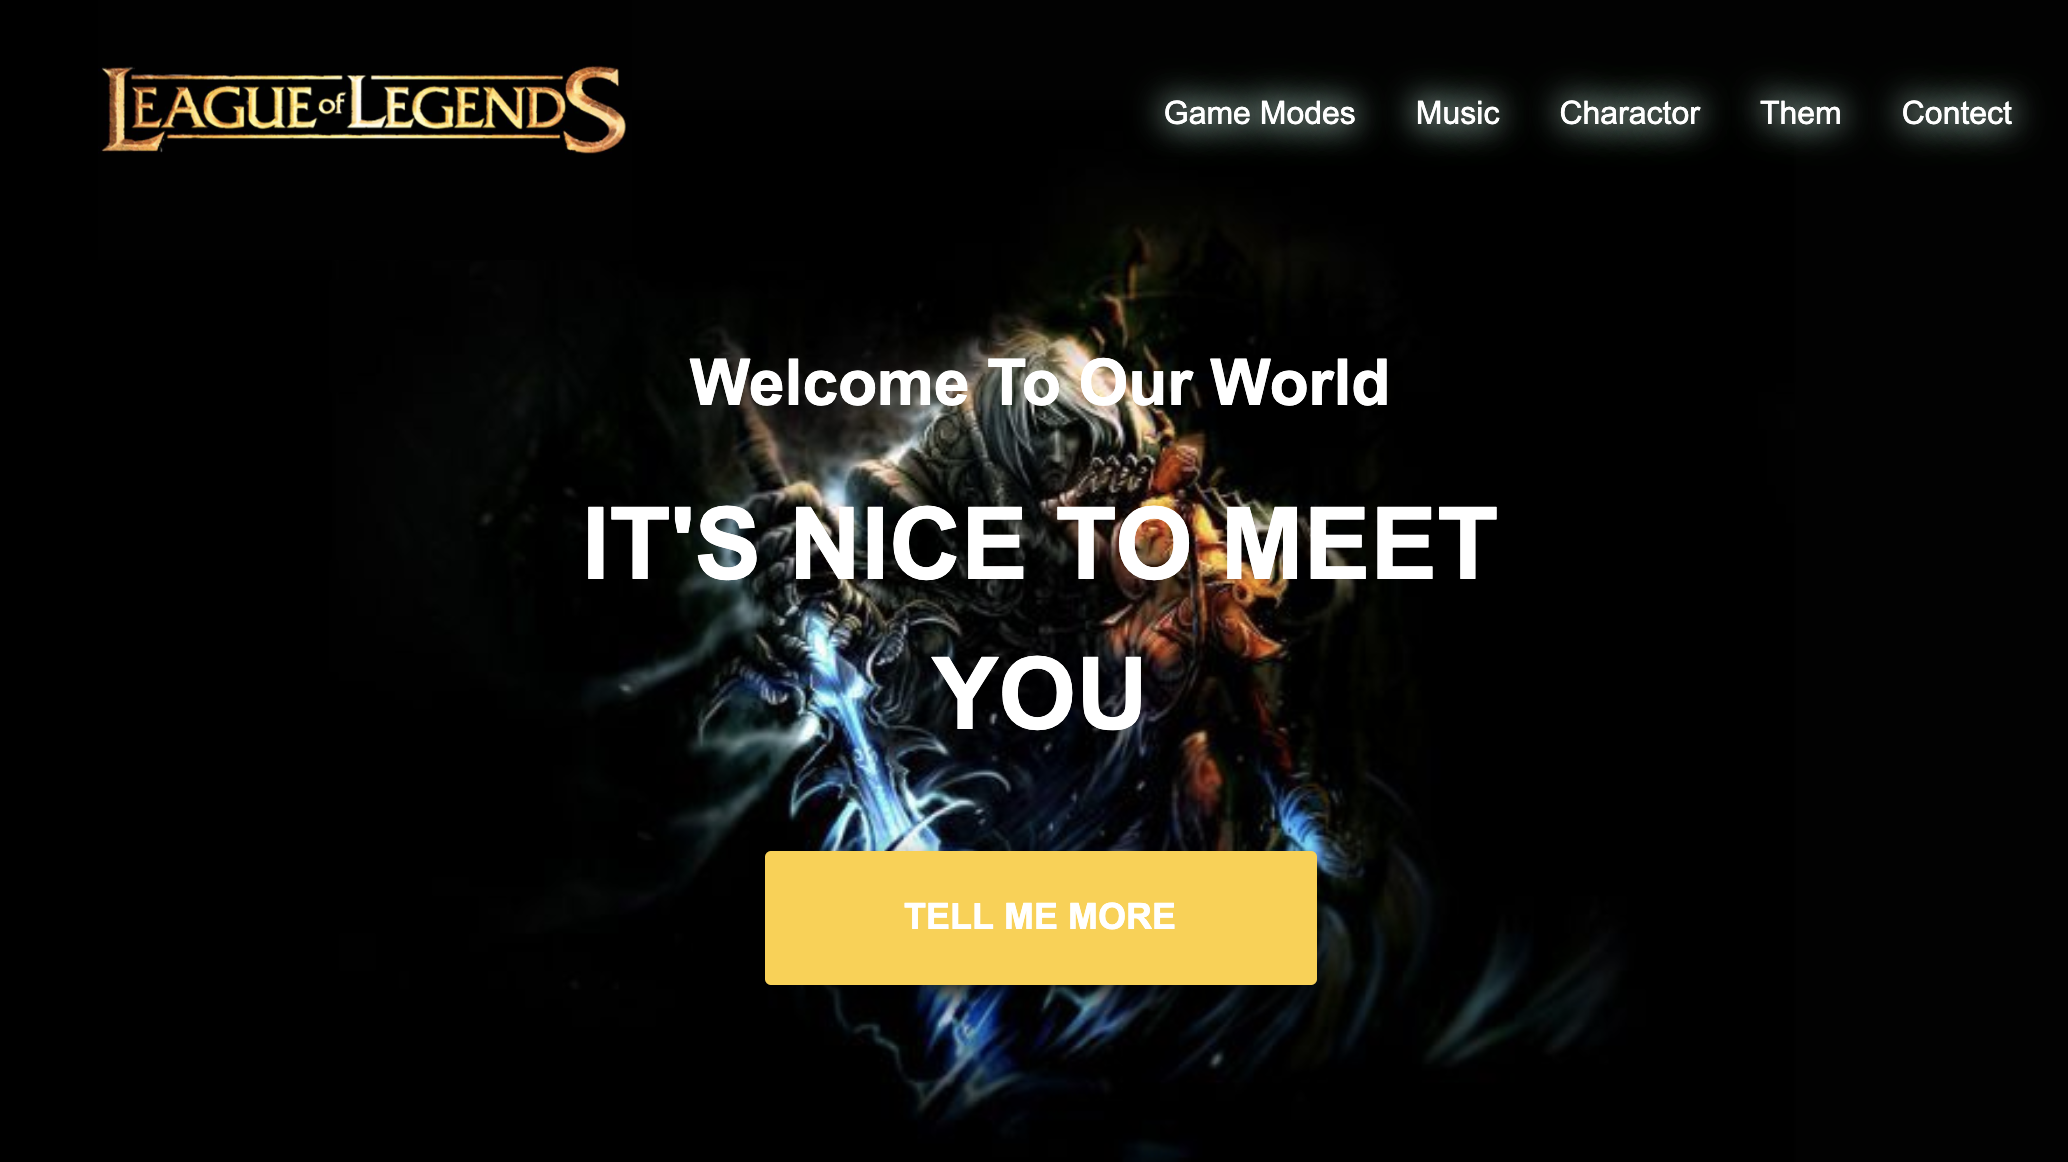 LEAGUE of LEGENDS
Game Modes Music Charactor Them Contect
Welcome To Our World
IT'S NICE TO MEET
YOU
TELL ME MORE